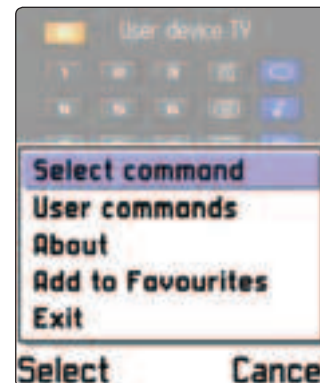 User device TV
Select command
User commands
About
Add to Favourites
Exit
Select Cance